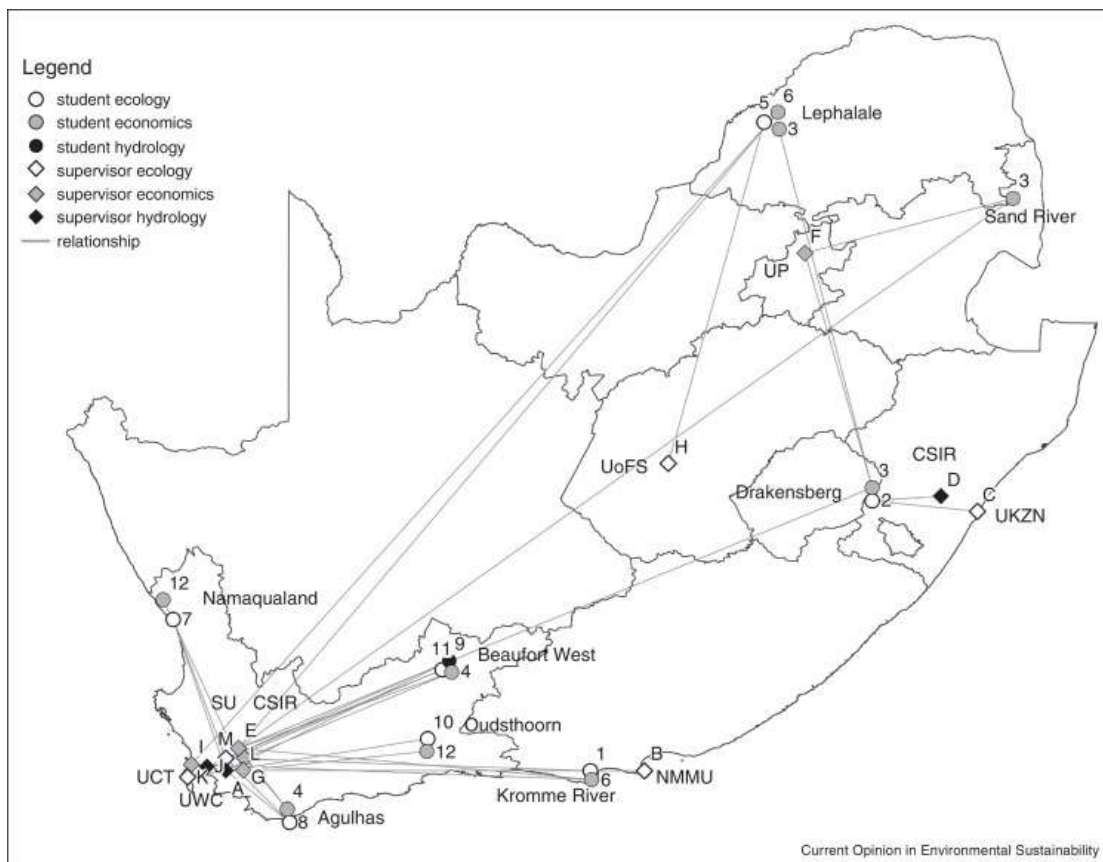 Legend
student ecology
student economics
student hydrology
supervisor ecology
supervisor economics
supervisor hydrology
relationship
6
5
Lephalale
3
3
Sand River
F
UP
H
UoFS
3
CSIR
D
Drakensberg
2
C
UKZN
12
Namaqualand
7
11 9
Beaufort West
4
SU CSIR
10
Oudsthoorn
E
M
12
I
L
J
1
B
UCT
K
G
NMMU
UWC
A
6
4
Kromme River
8
Agulhas
Current Opinion in Environmental Sustainability